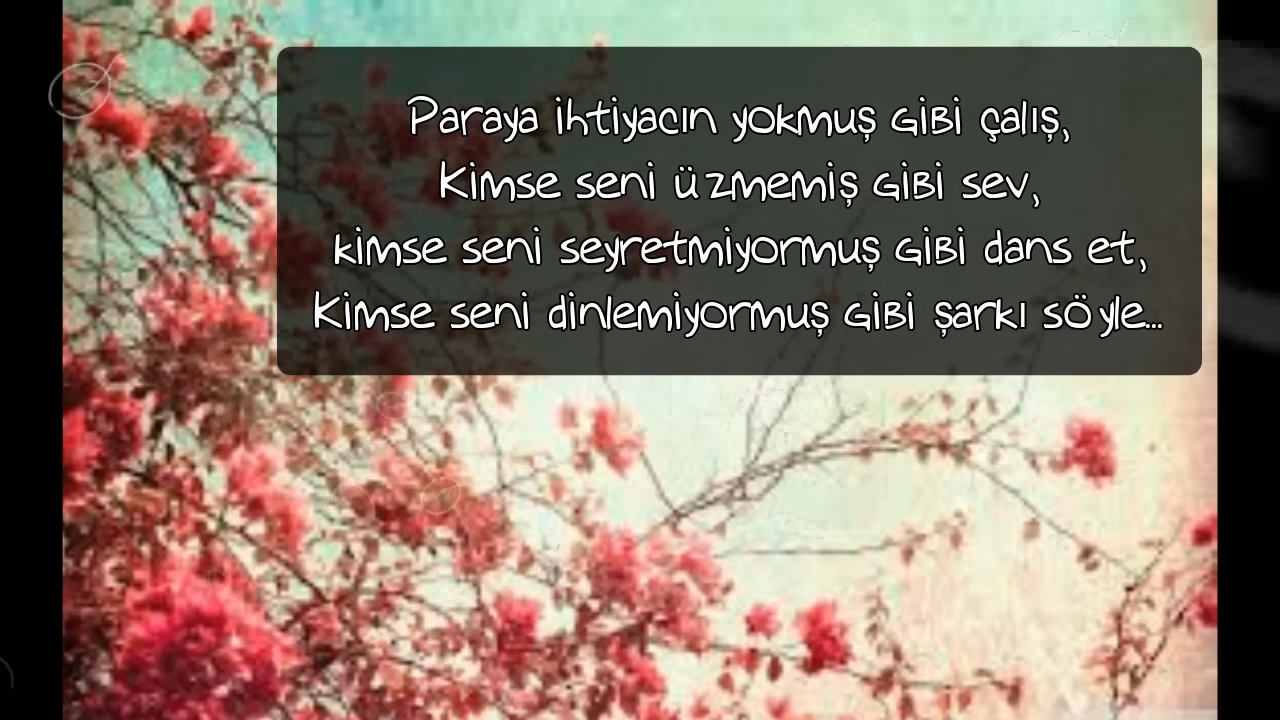 Paraya ihtiyacın yokmuş GiBi çalış,
Kimse seni üzmemiş GiBi sev,
kimse seni seyretmiyormuş GiBi dans et,
Kimse seni dinlemiyormuş GiBi şarkı söyle...